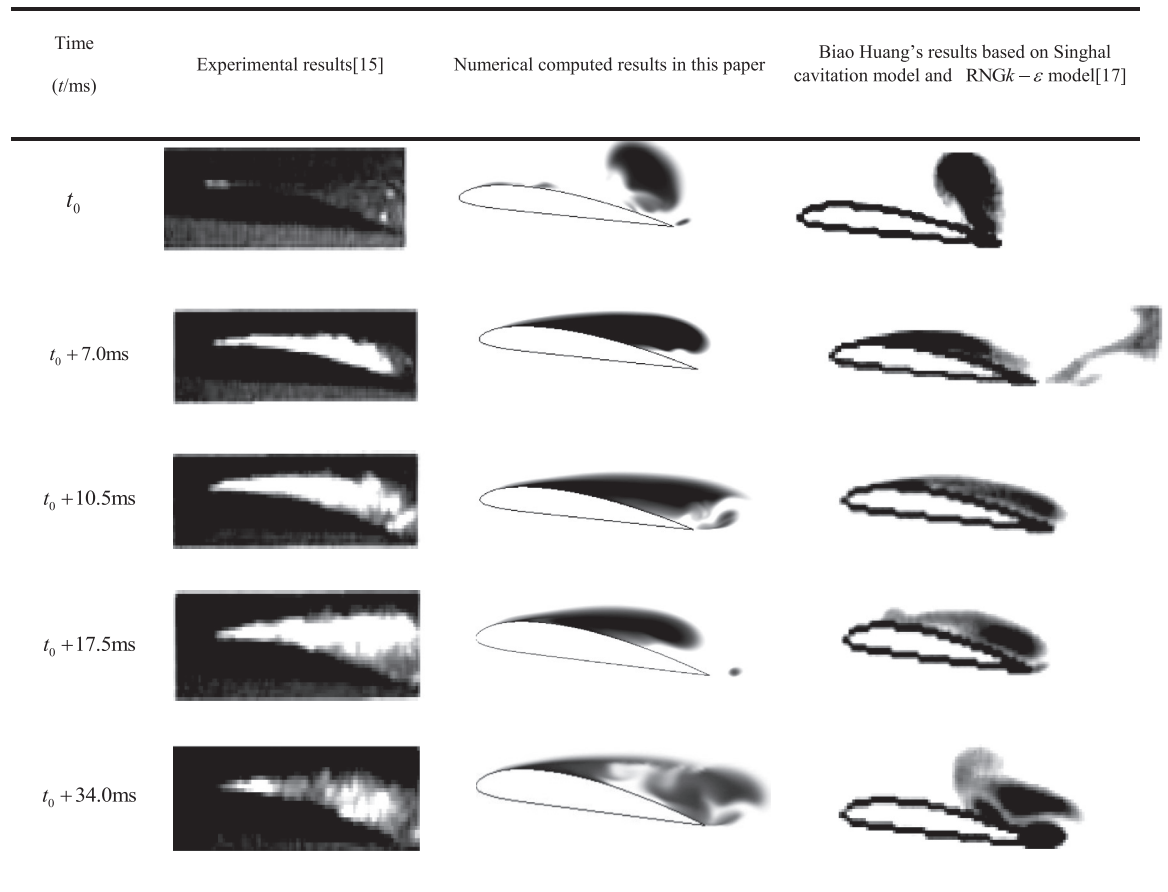 Time
(t/ms)
Experimental results[15]
Numerical computed results in this paper
Biao Huang's results based on Singhal
cavitation model and RNGk−ε model[17]
t₀
t₀ +7.0ms
t₀ +10.5ms
t₀ +17.5ms
t₀ +34.0ms